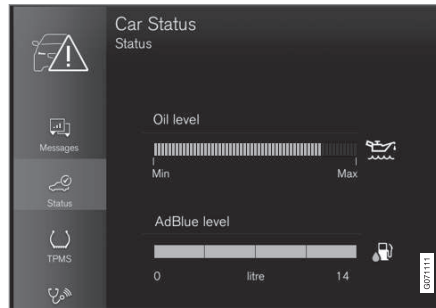 Car Status
Status
Messages
Status
TPMS
Oil level
Min Max
AdBlue level
0 litre 14
G071111